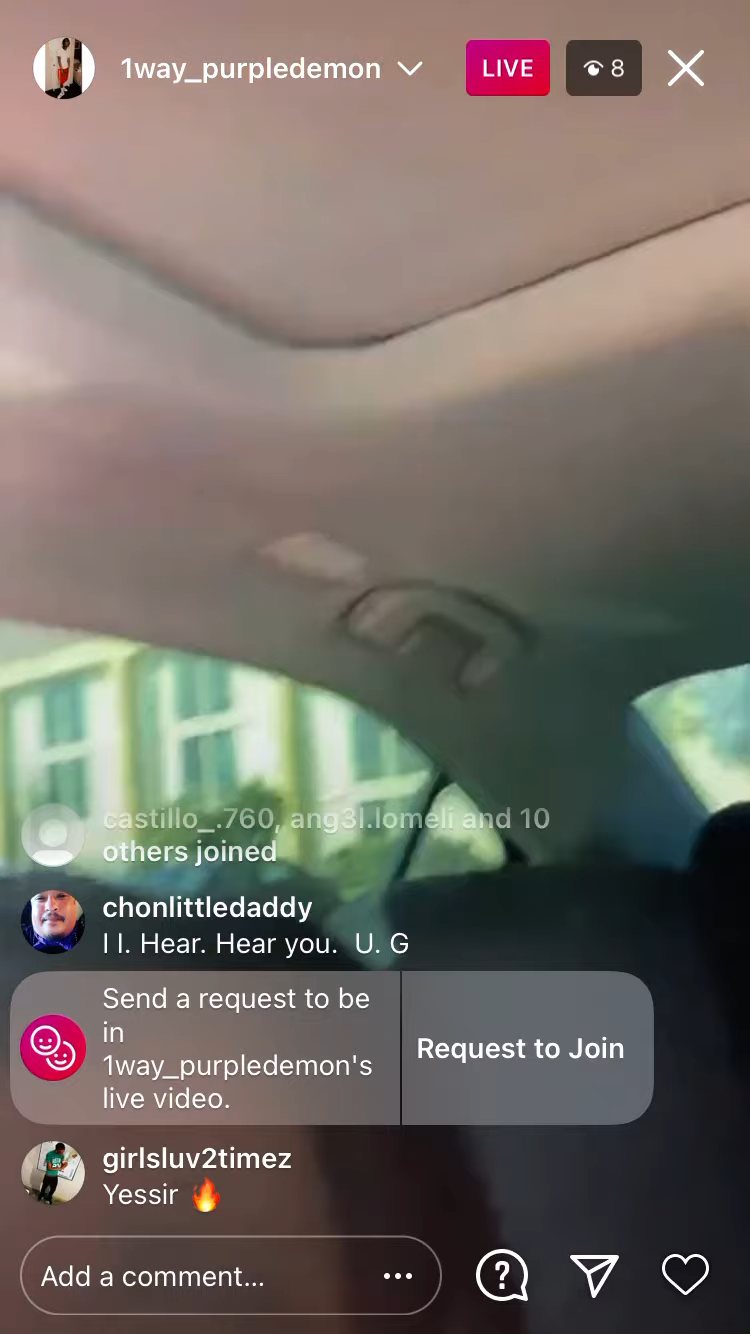 1way_purpledemon
LIVE
8
castillo_.760, ang3l.lomeli and 10
others joined
chonlittledaddy
I I. Hear. Hear you. U. G
Send a request to be
in
1way_purpledemon's
live video.
Request to Join
girlsluv2timez
Yessir 🔥
Add a comment...